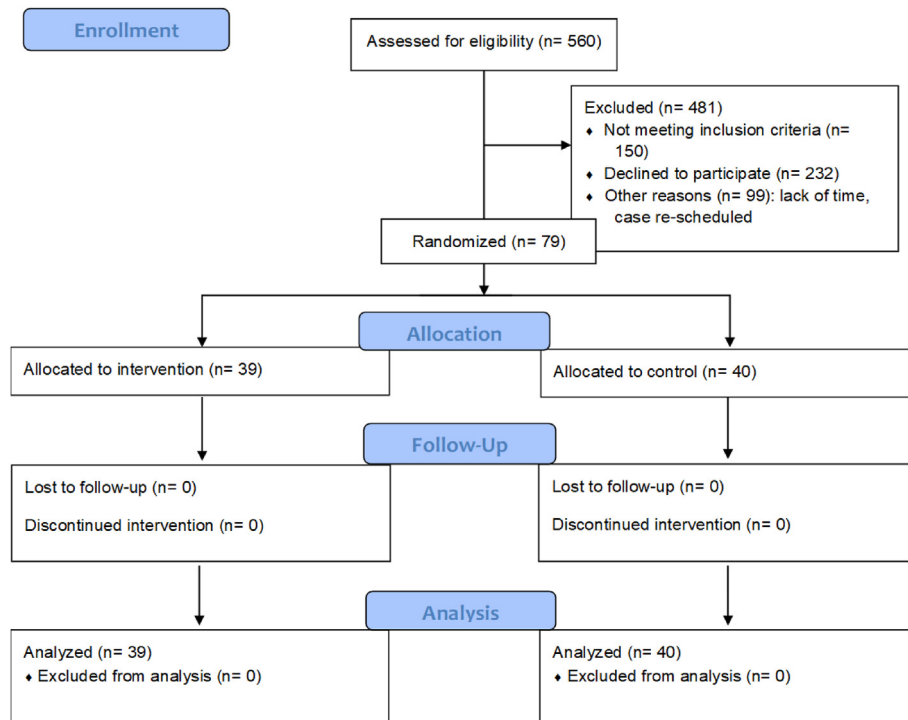 Enrollment
Assessed for eligibility (n= 560)
Excluded (n= 481)
♦ Not meeting inclusion criteria (n=
150)
♦ Declined to participate (n= 232)
♦ Other reasons (n= 99): lack of time,
case re-scheduled
Randomized (n= 79)
Allocation
Allocated to intervention (n= 39)
Allocated to control (n= 40)
Follow-Up
Lost to follow-up (n= 0)
Discontinued intervention (n= 0)
Lost to follow-up (n= 0)
Discontinued intervention (n= 0)
Analysis
Analyzed (n= 39)
♦ Excluded from analysis (n= 0)
Analyzed (n= 40)
♦ Excluded from analysis (n= 0)